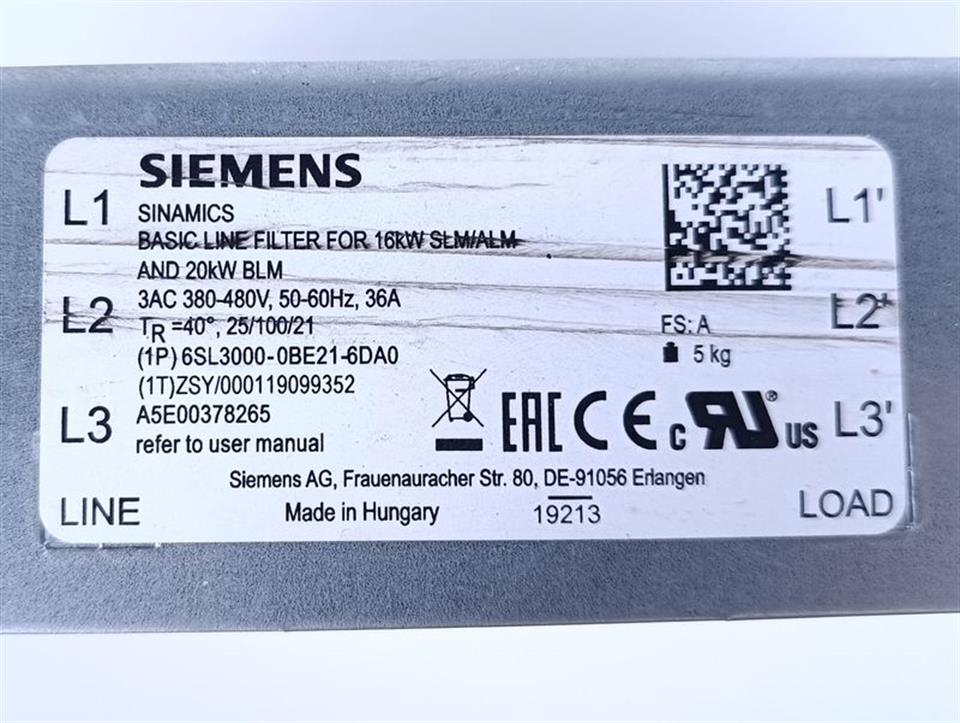 SIEMENS
L1
SINAMICS
L1'
BASIC LINE FILTER FOR 16kW SLM/ALM
AND 20kW BLM
L2
3AC 380-480V, 50-60Hz, 36A
L2'
TR =40°, 25/100/21
FS: A
(1P) 6SL3000-0BE21-6DA0
5 kg
(1T)ZSY/000119099352
L3
A5E00378265
EAC CE c RU ® US
L3'
refer to user manual
Siemens AG, Frauenauracher Str. 80, DE-91056 Erlangen
LINE
Made in Hungary
19213
LOAD